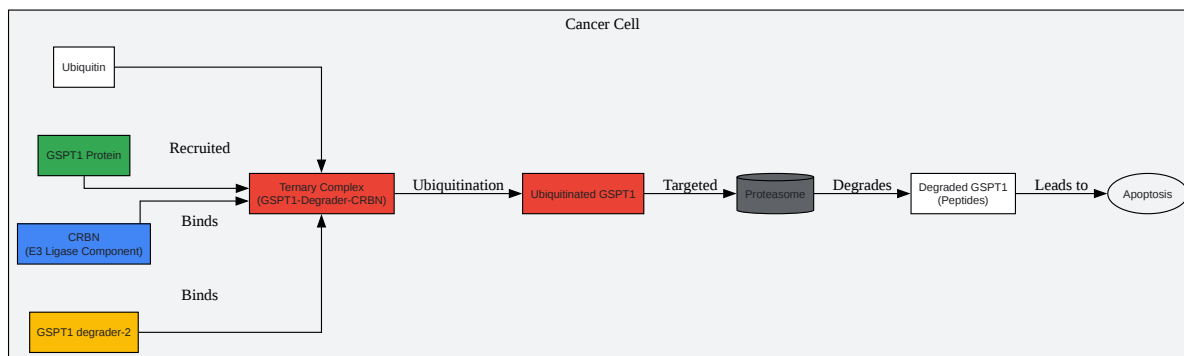 Cancer Cell
Ubiquitin
GSPT1 Protein
Recruited
Ternary Complex
(GSPT1-Degrader-CRBN)
Ubiquitination
Ubiquitinated GSPT1
Targeted
Proteasome
Degrades
Degraded GSPT1
(Peptides)
Leads to
Apoptosis
Binds
CRBN
(E3 Ligase Component)
Binds
GSPT1 degrader-2